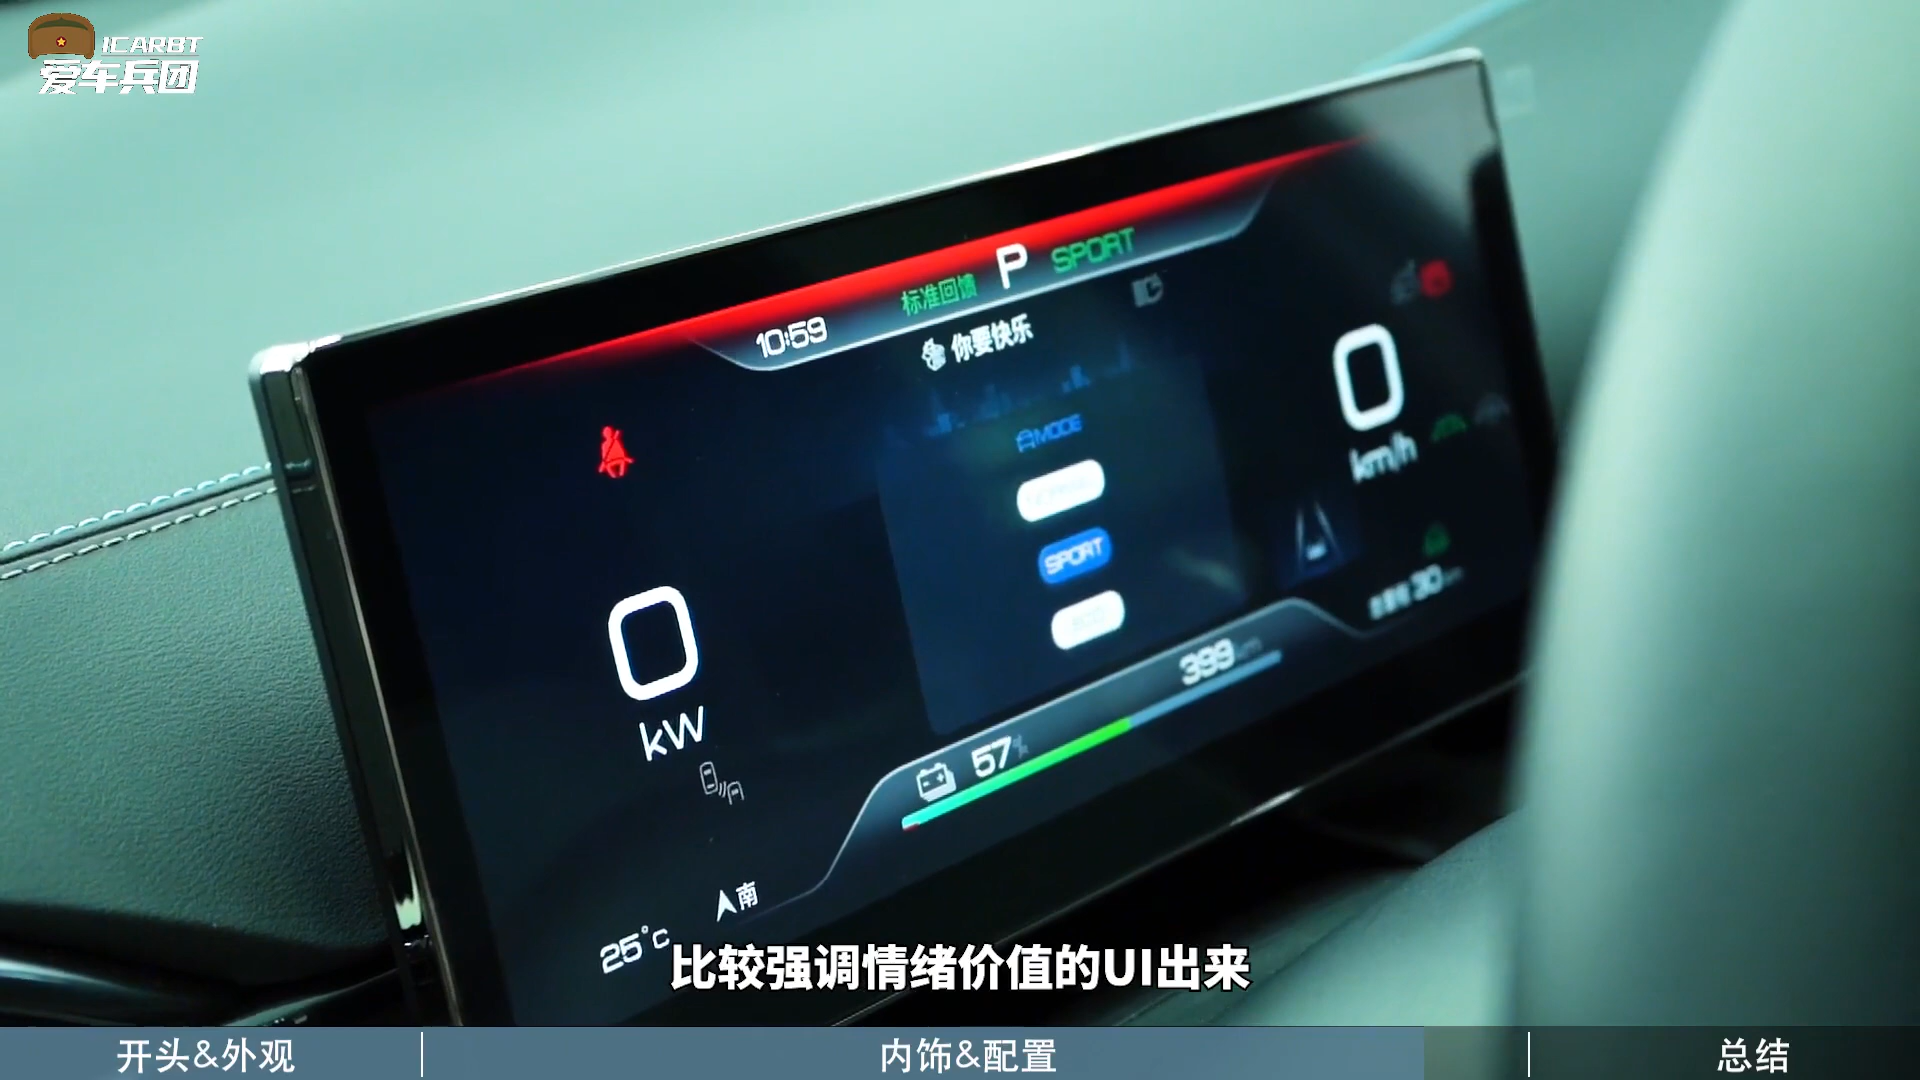 ICARBT
爱车兵团
10:59
标准回馈
P
SPORT
你要快乐
MODE
SPORT
0
km/h
0
kW
30
399
57%
南
25°C
比较强调情绪价值的UI出来
开头&外观
内饰&配置
总结